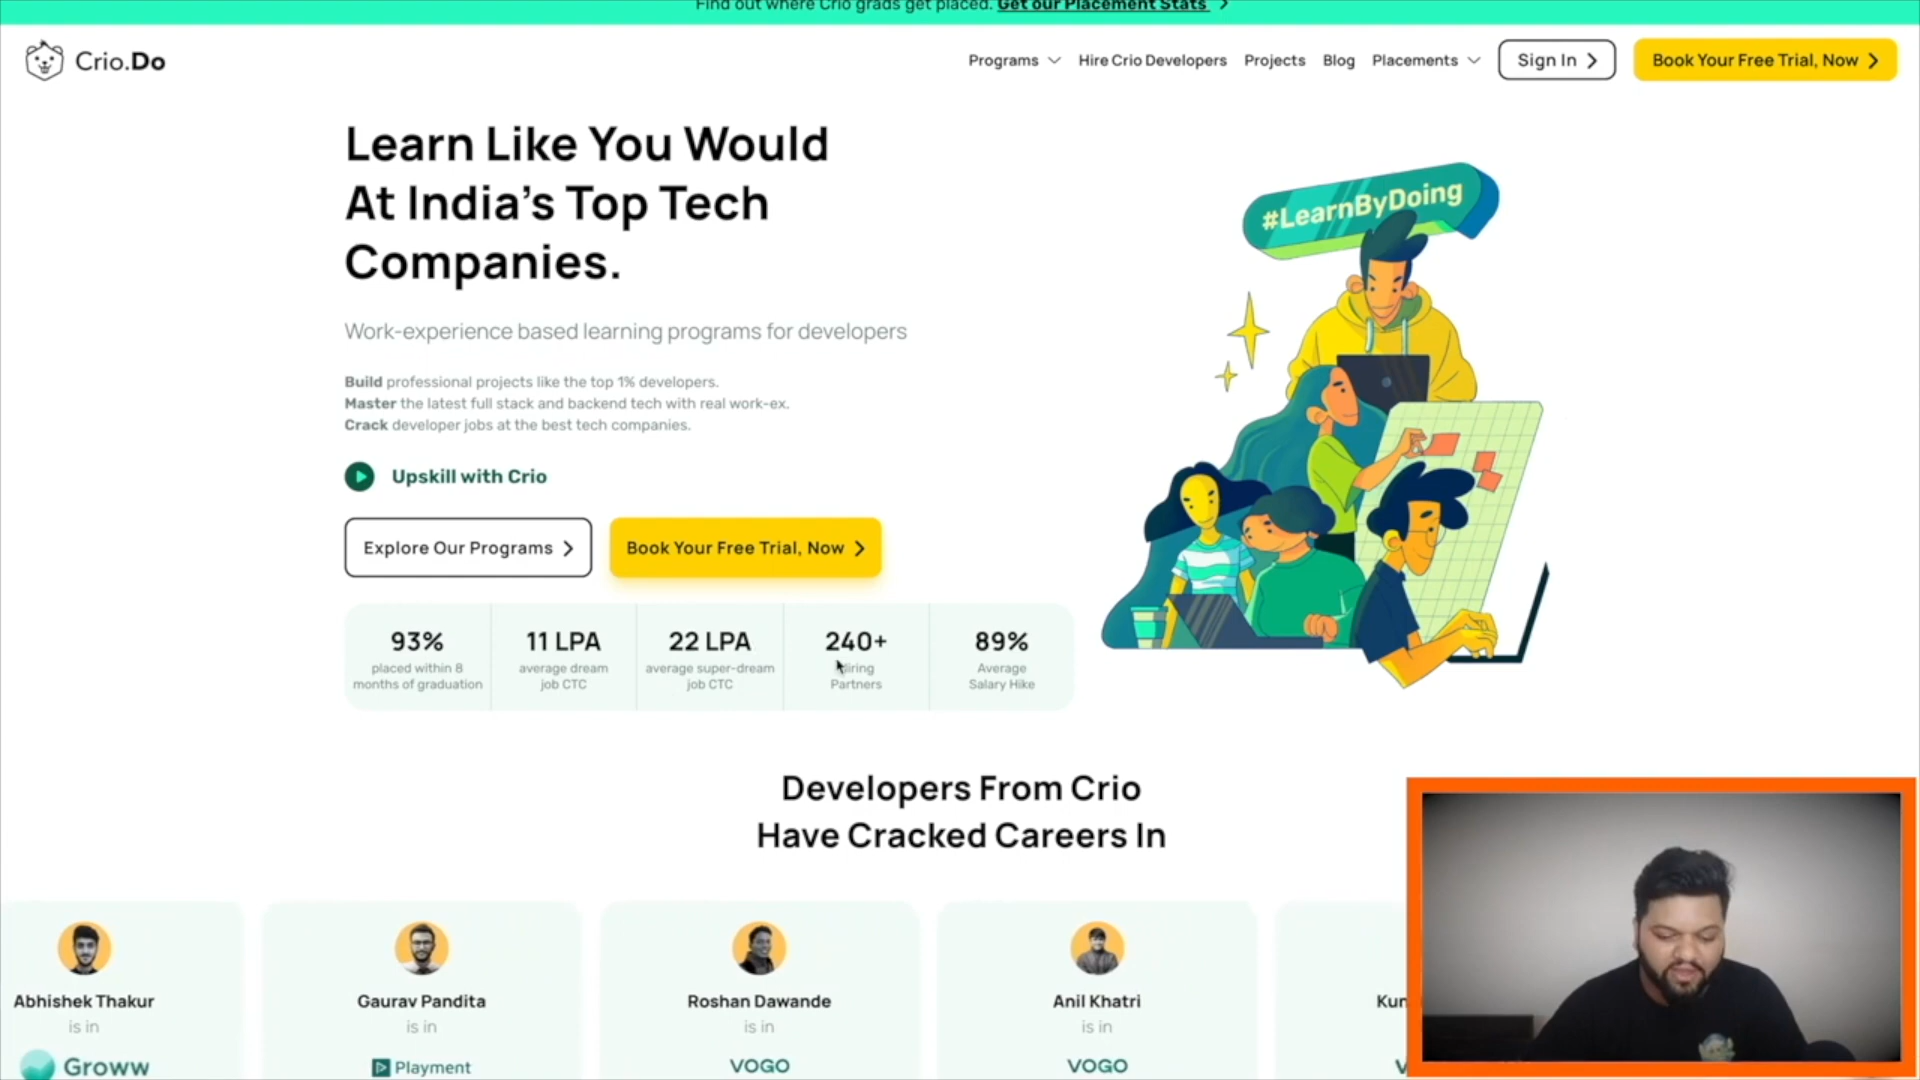 Find out where Crio grads get placed. Get our Placement Stats
Crio.Do
Programs
Hire Crio Developers
Projects
Blog
Placements
Sign In
Book Your Free Trial, Now
Learn Like You Would
At India's Top Tech
Companies.
Work-experience based learning programs for developers
Build professional projects like the top 1% developers.
Master the latest full stack and backend tech with real work-ex.
Crack developer jobs at the best tech companies.
Upskill with Crio
Explore Our Programs
Book Your Free Trial, Now
#LearnByDoing
93%
placed within 8
months of graduation
11 LPA
average dream
job CTC
22 LPA
average super-dream
job CTC
240+
Hiring
Partners
89%
Average
Salary Hike
Developers From Crio
Have Cracked Careers In
Abhishek Thakur
is in
Groww
Gaurav Pandita
is in
Playment
Roshan Dawande
is in
VOGO
Anil Khatri
is in
VOGO